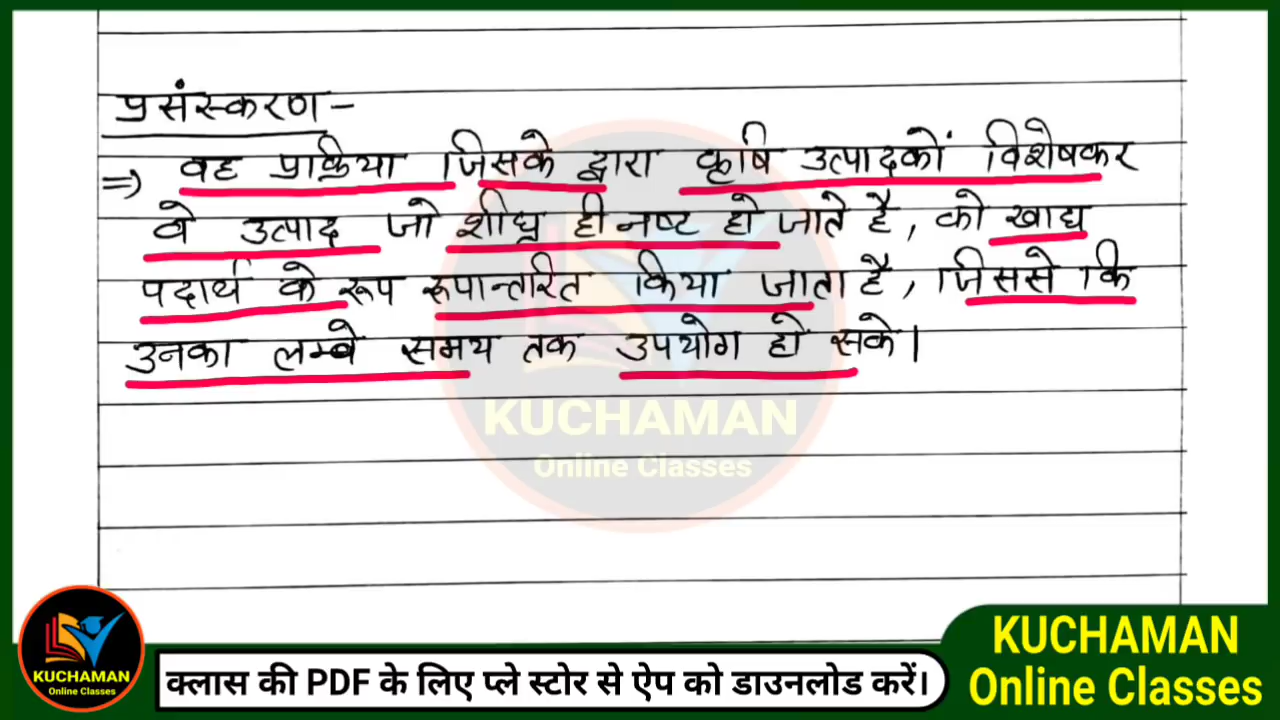 प्रसंस्करण-
=> वह प्रक्रिया जिसके द्वारा कृषि उत्पादकों विशेषकर
वे उत्पाद जो शीघ्र ही नष्ट हो जाते है, को खाद्य
पदार्थ के रूप रूपान्तरित किया जाता है, जिससे कि
उनका लम्बे समय तक उपयोग हो सके।
KUCHAMAN
Online Classes
KUCHAMAN
Online Classes
क्लास की PDF के लिए प्ले स्टोर से ऐप को डाउनलोड करें।
KUCHAMAN
Online Classes